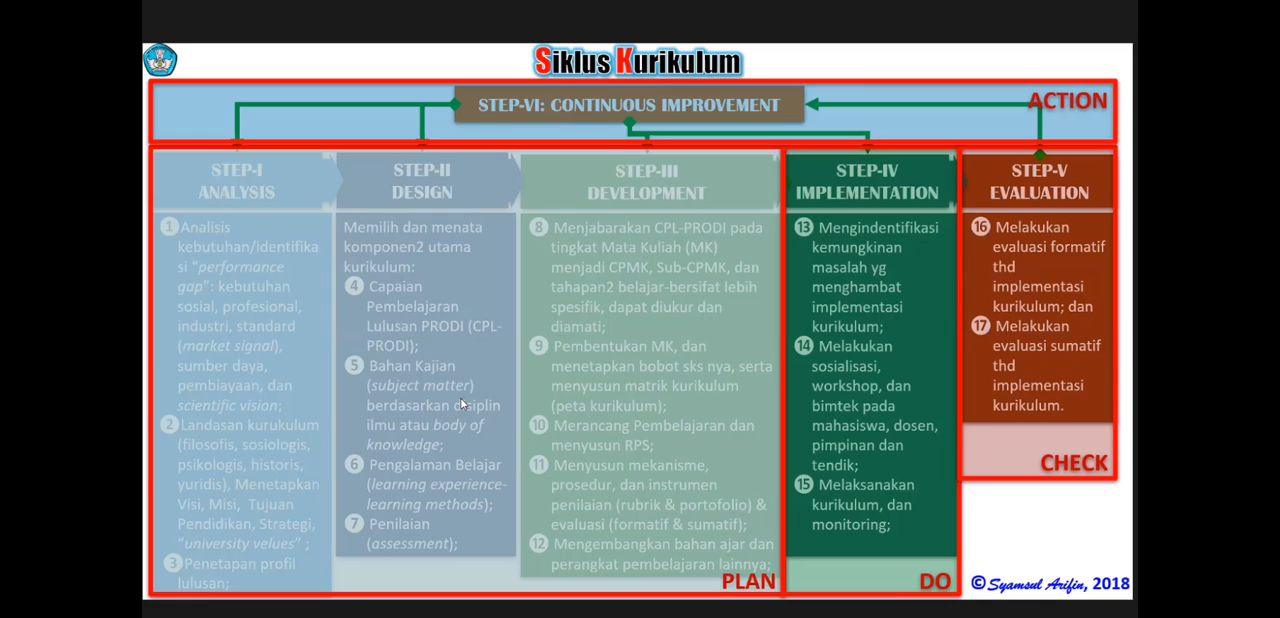 Siklus Kurikulum
STEP-VI: CONTINUOUS IMPROVEMENT
ACTION
STEP-I
ANALYSIS
1 Analisis
kebutuhan/identifika
si "performance
gap": kebutuhan
sosial, profesional,
industri, standard
(market signal),
sumber daya,
pembiayaan, dan
scientific vision;
2 Landasan kurukulum
(filosofis, sosiologis,
psikologis, historis,
yuridis), Menetapkan
Visi, Misi, Tujuan
Pendidikan, Strategi,
"university velues" ;
3 Penetapan profil
lulusan;
STEP-II
DESIGN
Memilih dan menata
komponen2 utama
kurikulum:
4 Capaian
Pembelajaran
Lulusan PRODI (CPL-
PRODI);
5 Bahan Kajian
(subject matter)
berdasarkan disiplin
ilmu atau body of
knowledge;
6 Pengalaman Belajar
(learning experience-
learning methods);
7 Penilaian
(assessment);
STEP-III
DEVELOPMENT
8 Menjabarakan CPL-PRODI pada
tingkat Mata Kuliah (MK)
menjadi CPMK, Sub-CPMK, dan
tahapan2 belajar-bersifat lebih
spesifik, dapat diukur dan
diamati;
9 Pembentukan MK, dan
menetapkan bobot sks nya, serta
menyusun matrik kurikulum
(peta kurikulum);
10 Merancang Pembelajaran dan
menyusun RPS;
11 Menyusun mekanisme,
prosedur, dan instrumen
penilaian (rubrik & portofolio) &
evaluasi (formatif & sumatif);
12 Mengembangkan bahan ajar dan
perangkat pembelajaran lainnya;
PLAN
STEP-IV
IMPLEMENTATION
13 Mengindentifikasi
kemungkinan
masalah yg
menghambat
implementasi
kurikulum;
14 Melakukan
sosialisasi,
workshop, dan
bimtek pada
mahasiswa, dosen,
pimpinan dan
tendik;
15 Melaksanakan
kurikulum, dan
monitoring;
DO
STEP-V
EVALUATION
16 Melakukan
evaluasi formatif
thd
implementasi
kurikulum; dan
17 Melakukan
evaluasi sumatif
thd
implementasi
kurikulum.
CHECK
© Syamsul Arifin, 2018